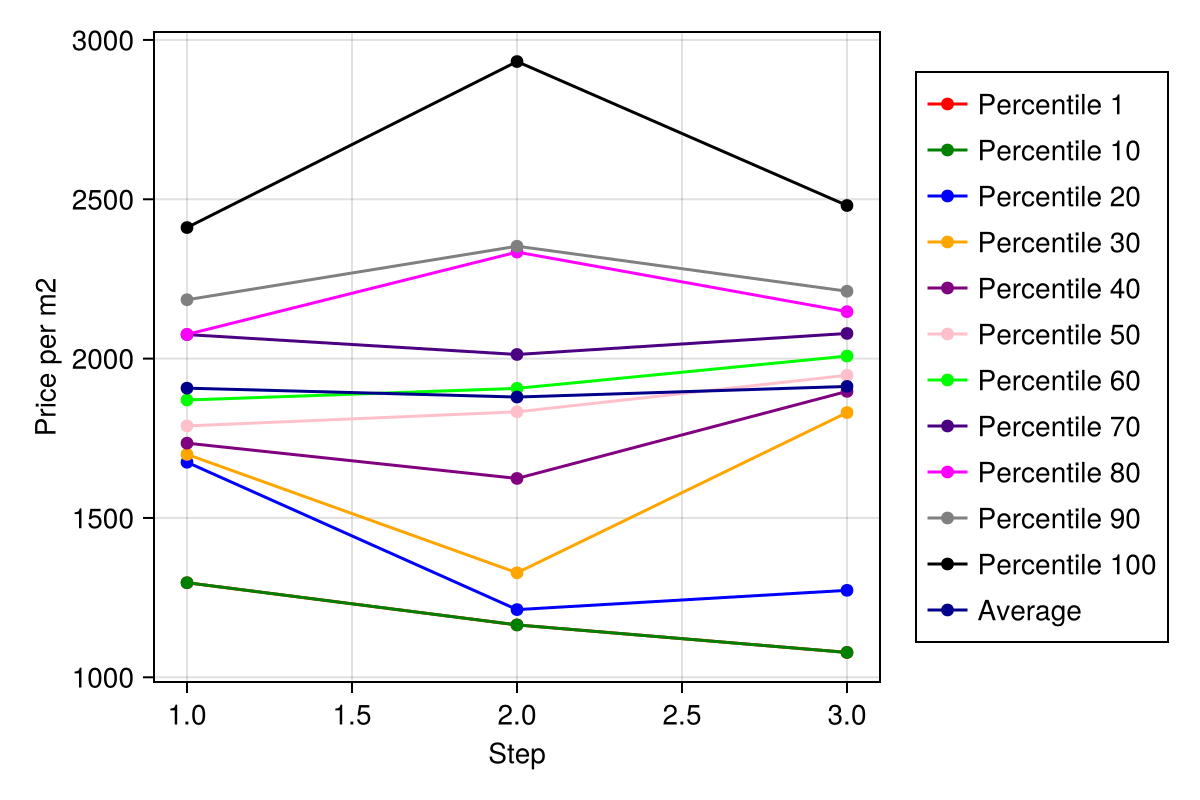 3000
2500
2000
1500
1000
Price per m2
1.0 1.5 2.0 2.5 3.0
Step
Percentile 1
Percentile 10
Percentile 20
Percentile 30
Percentile 40
Percentile 50
Percentile 60
Percentile 70
Percentile 80
Percentile 90
Percentile 100
Average